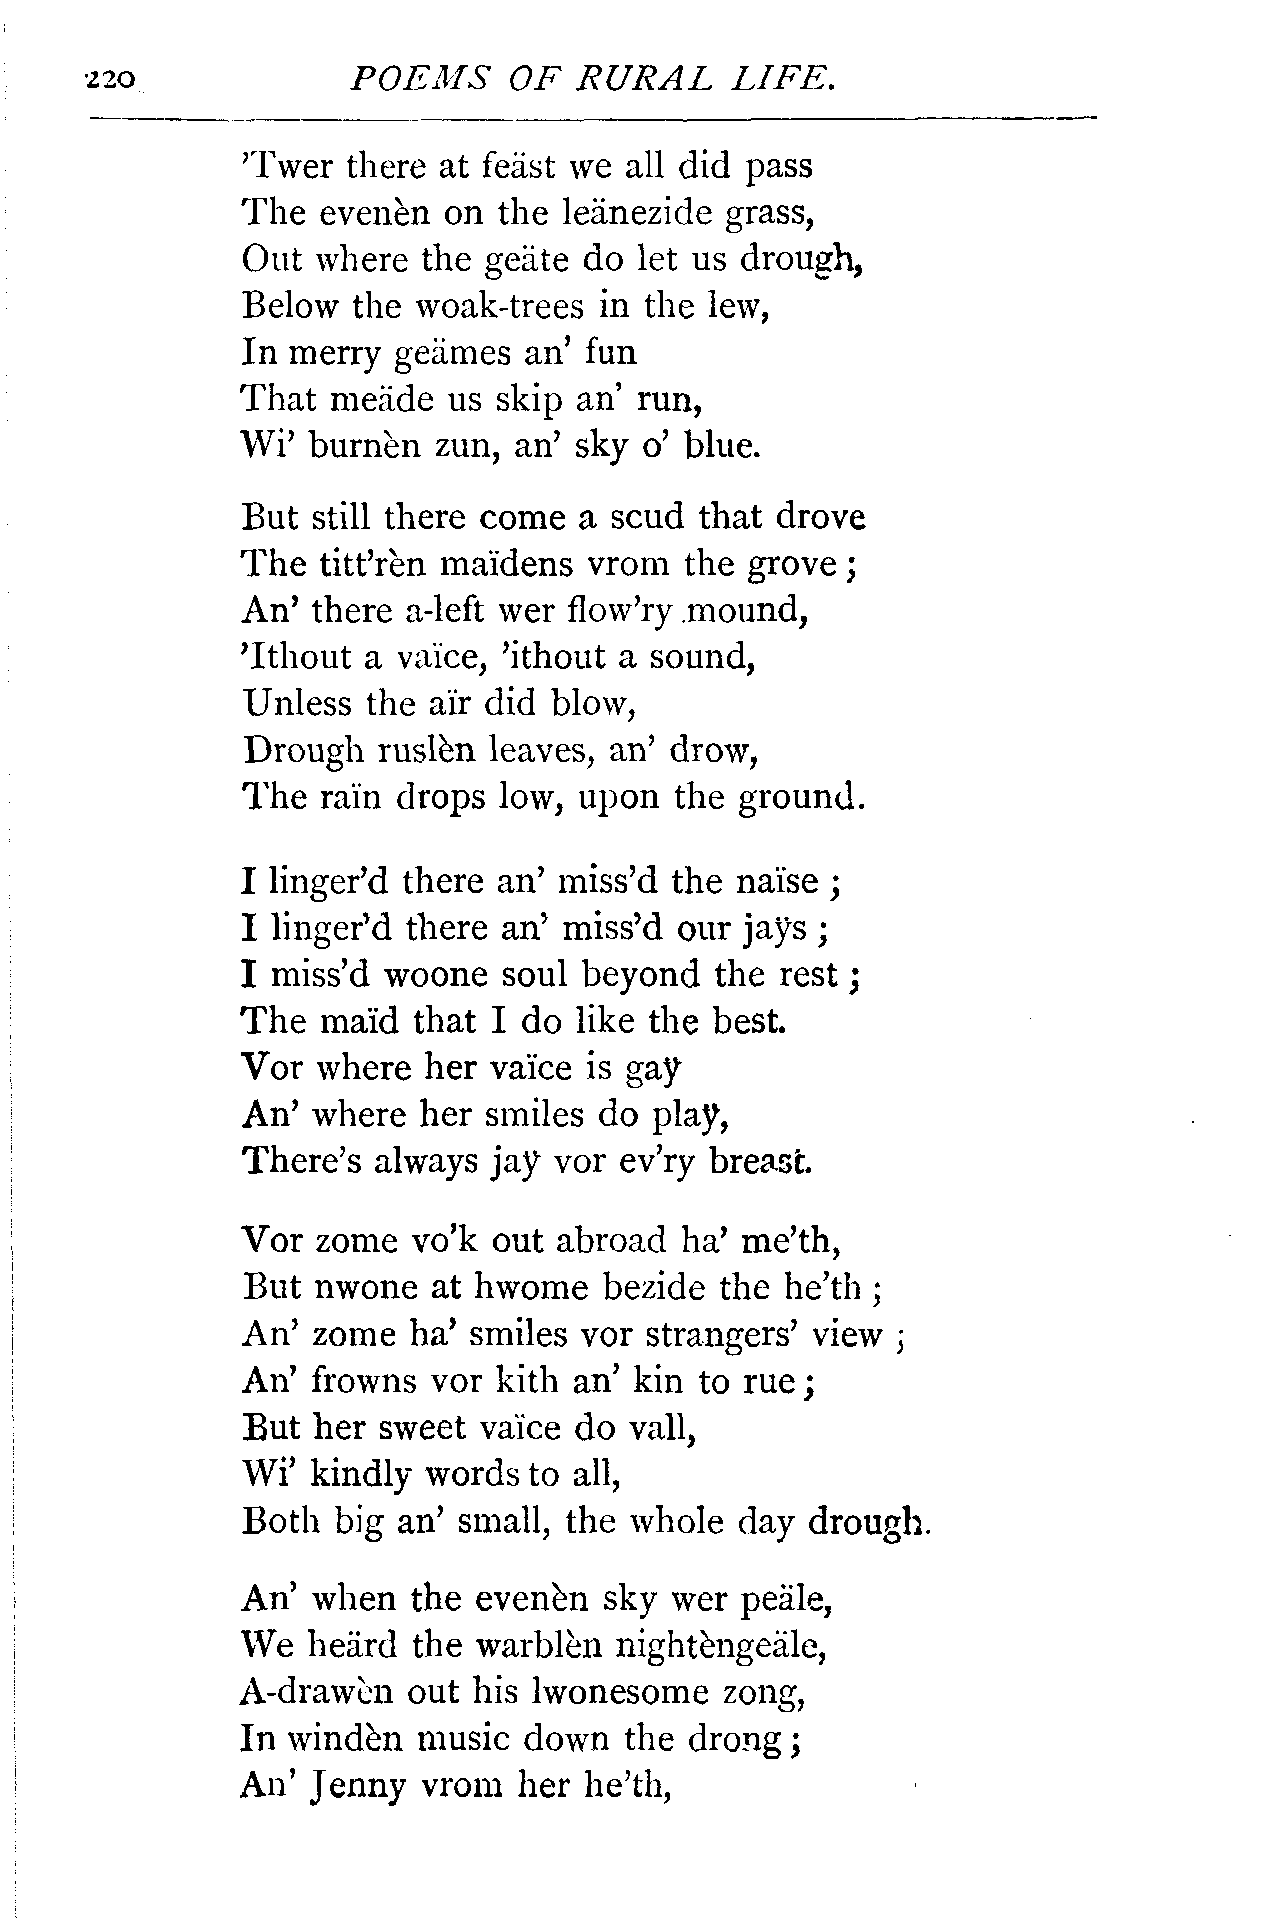 220 POEMS OF RURAL LIFE.
'Twer there at feäst we all did pass
The evenèn on the leänezide grass,
Out where the geäte do let us drough,
Below the woak-trees in the lew,
In merry geämes an' fun
That meäde us skip an' run,
Wi' burnèn zun, an' sky o' blue.
But still there come a scud that drove
The titt'rèn maïdens vrom the grove ;
An' there a-left wer flow'ry mound,
'Ithout a vaïce, 'ithout a sound,
Unless the aïr did blow,
Drough ruslèn leaves, an' drow,
The raïn drops low, upon the ground.
I linger'd there an' miss'd the naïse ;
I linger'd there an' miss'd our jaÿs ;
I miss'd woone soul beyond the rest ;
The maïd that I do like the best.
Vor where her vaïce is gaÿ
An' where her smiles do plaÿ,
There's always jaÿ vor ev'ry breast.
Vor zome vo'k out abroad ha' me'th,
But nwone at hwome bezide the he'th ;
An' zome ha' smiles vor strangers' view ;
An' frowns vor kith an' kin to rue ;
But her sweet vaïce do vall,
Wi' kindly words to all,
Both big an' small, the whole day drough.
An' when the evenèn sky wer peäle,
We heärd the warblèn nightèngeäle,
A-drawèn out his lwonesome zong,
In windèn music down the drong ;
An' Jenny vrom her he'th,